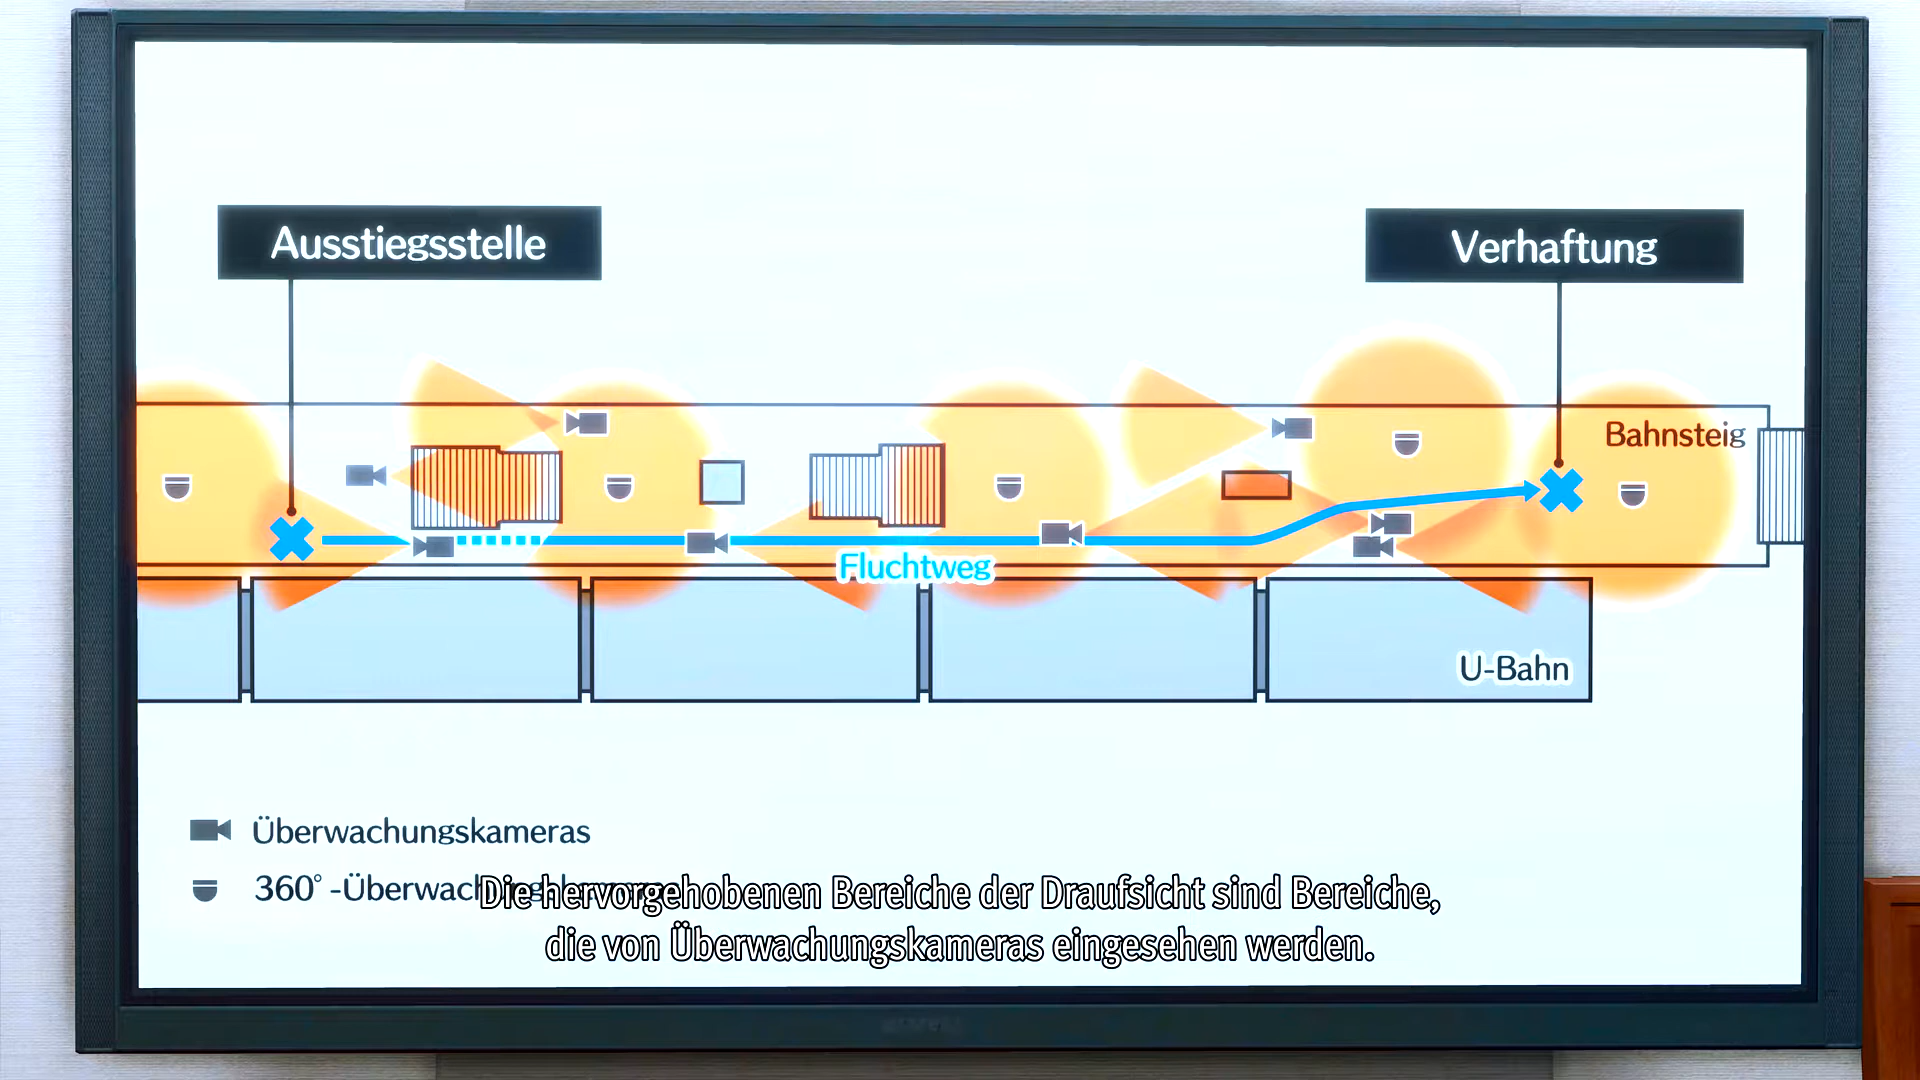 Ausstiegsstelle
Verhaftung
Bahnsteig
Fluchtweg
U-Bahn
Überwachungskameras
360°
Die hervorgehobenen Bereiche der Draufsicht sind Bereiche,
die von Überwachungskameras eingesehen werden.